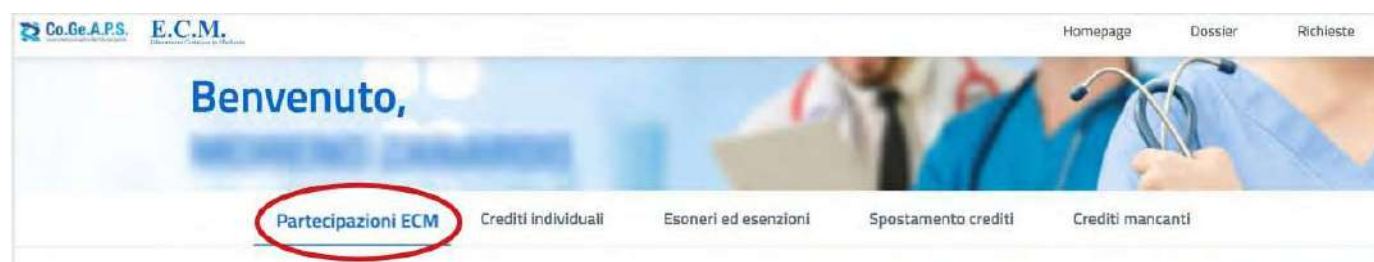 Co.Ge.A.P.S. E.C.M. Homepage Dossier Richieste
Benvenuto,
Partecipazioni ECM Crediti individuali Esoneri ed esenzioni Spostamento crediti Crediti mancanti